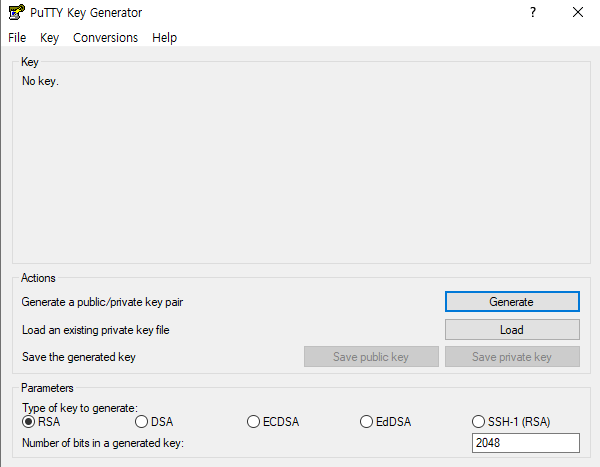 PuTTY Key Generator ?
File Key Conversions Help
Key
No key.
Actions
Generate a public/private key pair Generate
Load an existing private key file Load
Save the generated key Save public key Save private key
Parameters
Type of key to generate:
RSA DSA ECDSA EdDSA SSH-1 (RSA)
Number of bits in a generated key: 2048